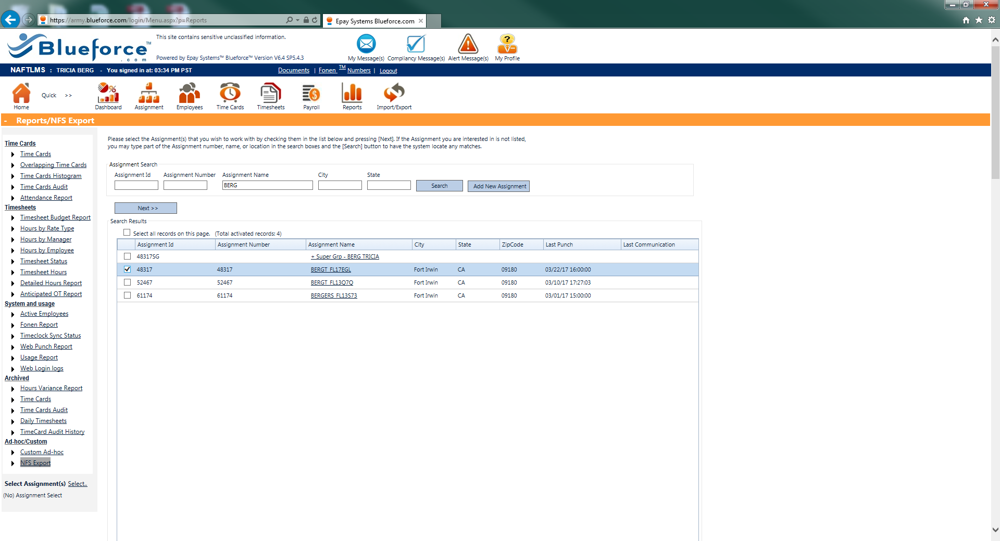 https://army.blueforce.com/login/Menu.aspx?p=Reports
Epay Systems Blueforce.com
Blueforce™
.com
This site contains sensitive unclassified information.
Powered by Epay Systems™ Blueforce™ Version V6.4 SP5.4.3
My Message(s) Compliancy Message(s) Alert Message(s) My Profile
NAFTLMS : TRICIA BERG - You signed in at: 03:34 PM PST
Documents | Fonen TM Numbers | Logout
Quick >>
Home Dashboard Assignment Employees Time Cards Timesheets Payroll Reports Import/Export
- Reports/NFS Export
Time Cards
Time Cards
Overlapping Time Cards
Time Cards Histogram
Time Cards Audit
Attendance Report
Timesheets
Timesheet Budget Report
Hours by Rate Type
Hours by Manager
Hours by Employee
Timesheet Status
Timesheet Hours
Detailed Hours Report
Anticipated OT Report
System and usage
Active Employees
Fonen Report
Timeclock Sync Status
Web Punch Report
Usage Report
Web Login logs
Archived
Hours Variance Report
Time Cards
Time Cards Audit
Daily Timesheets
TimeCard Audit History
Ad-hoc/Custom
Custom Ad-hoc
NFS Export
Select Assignment(s) Select..
(No) Assignment Select
Please select the Assignment(s) that you wish to work with by checking them in the list below and pressing [Next]. If the Assignment you are interested in is not listed,
you may type part of the Assignment number, name, or location in the search boxes and the [Search] button to have the system locate any matches.
Assignment Search
Assignment Id Assignment Number Assignment Name City State
BERG
Search Add New Assignment
Next >>
Search Results
Select all records on this page. (Total activated records: 4)
Assignment Id Assignment Number Assignment Name City State ZipCode Last Punch Last Communication
48317SG + Super Grp - BERG TRICIA
48317 48317 BERGT_FL17EGL Fort Irwin CA 09180 03/22/17 16:00:00
52467 52467 BERGT_FL13Q7Q Fort Irwin CA 09180 03/10/17 17:27:03
61174 61174 BERGERS_FL13S73 Fort Irwin CA 09180 03/01/17 15:00:00